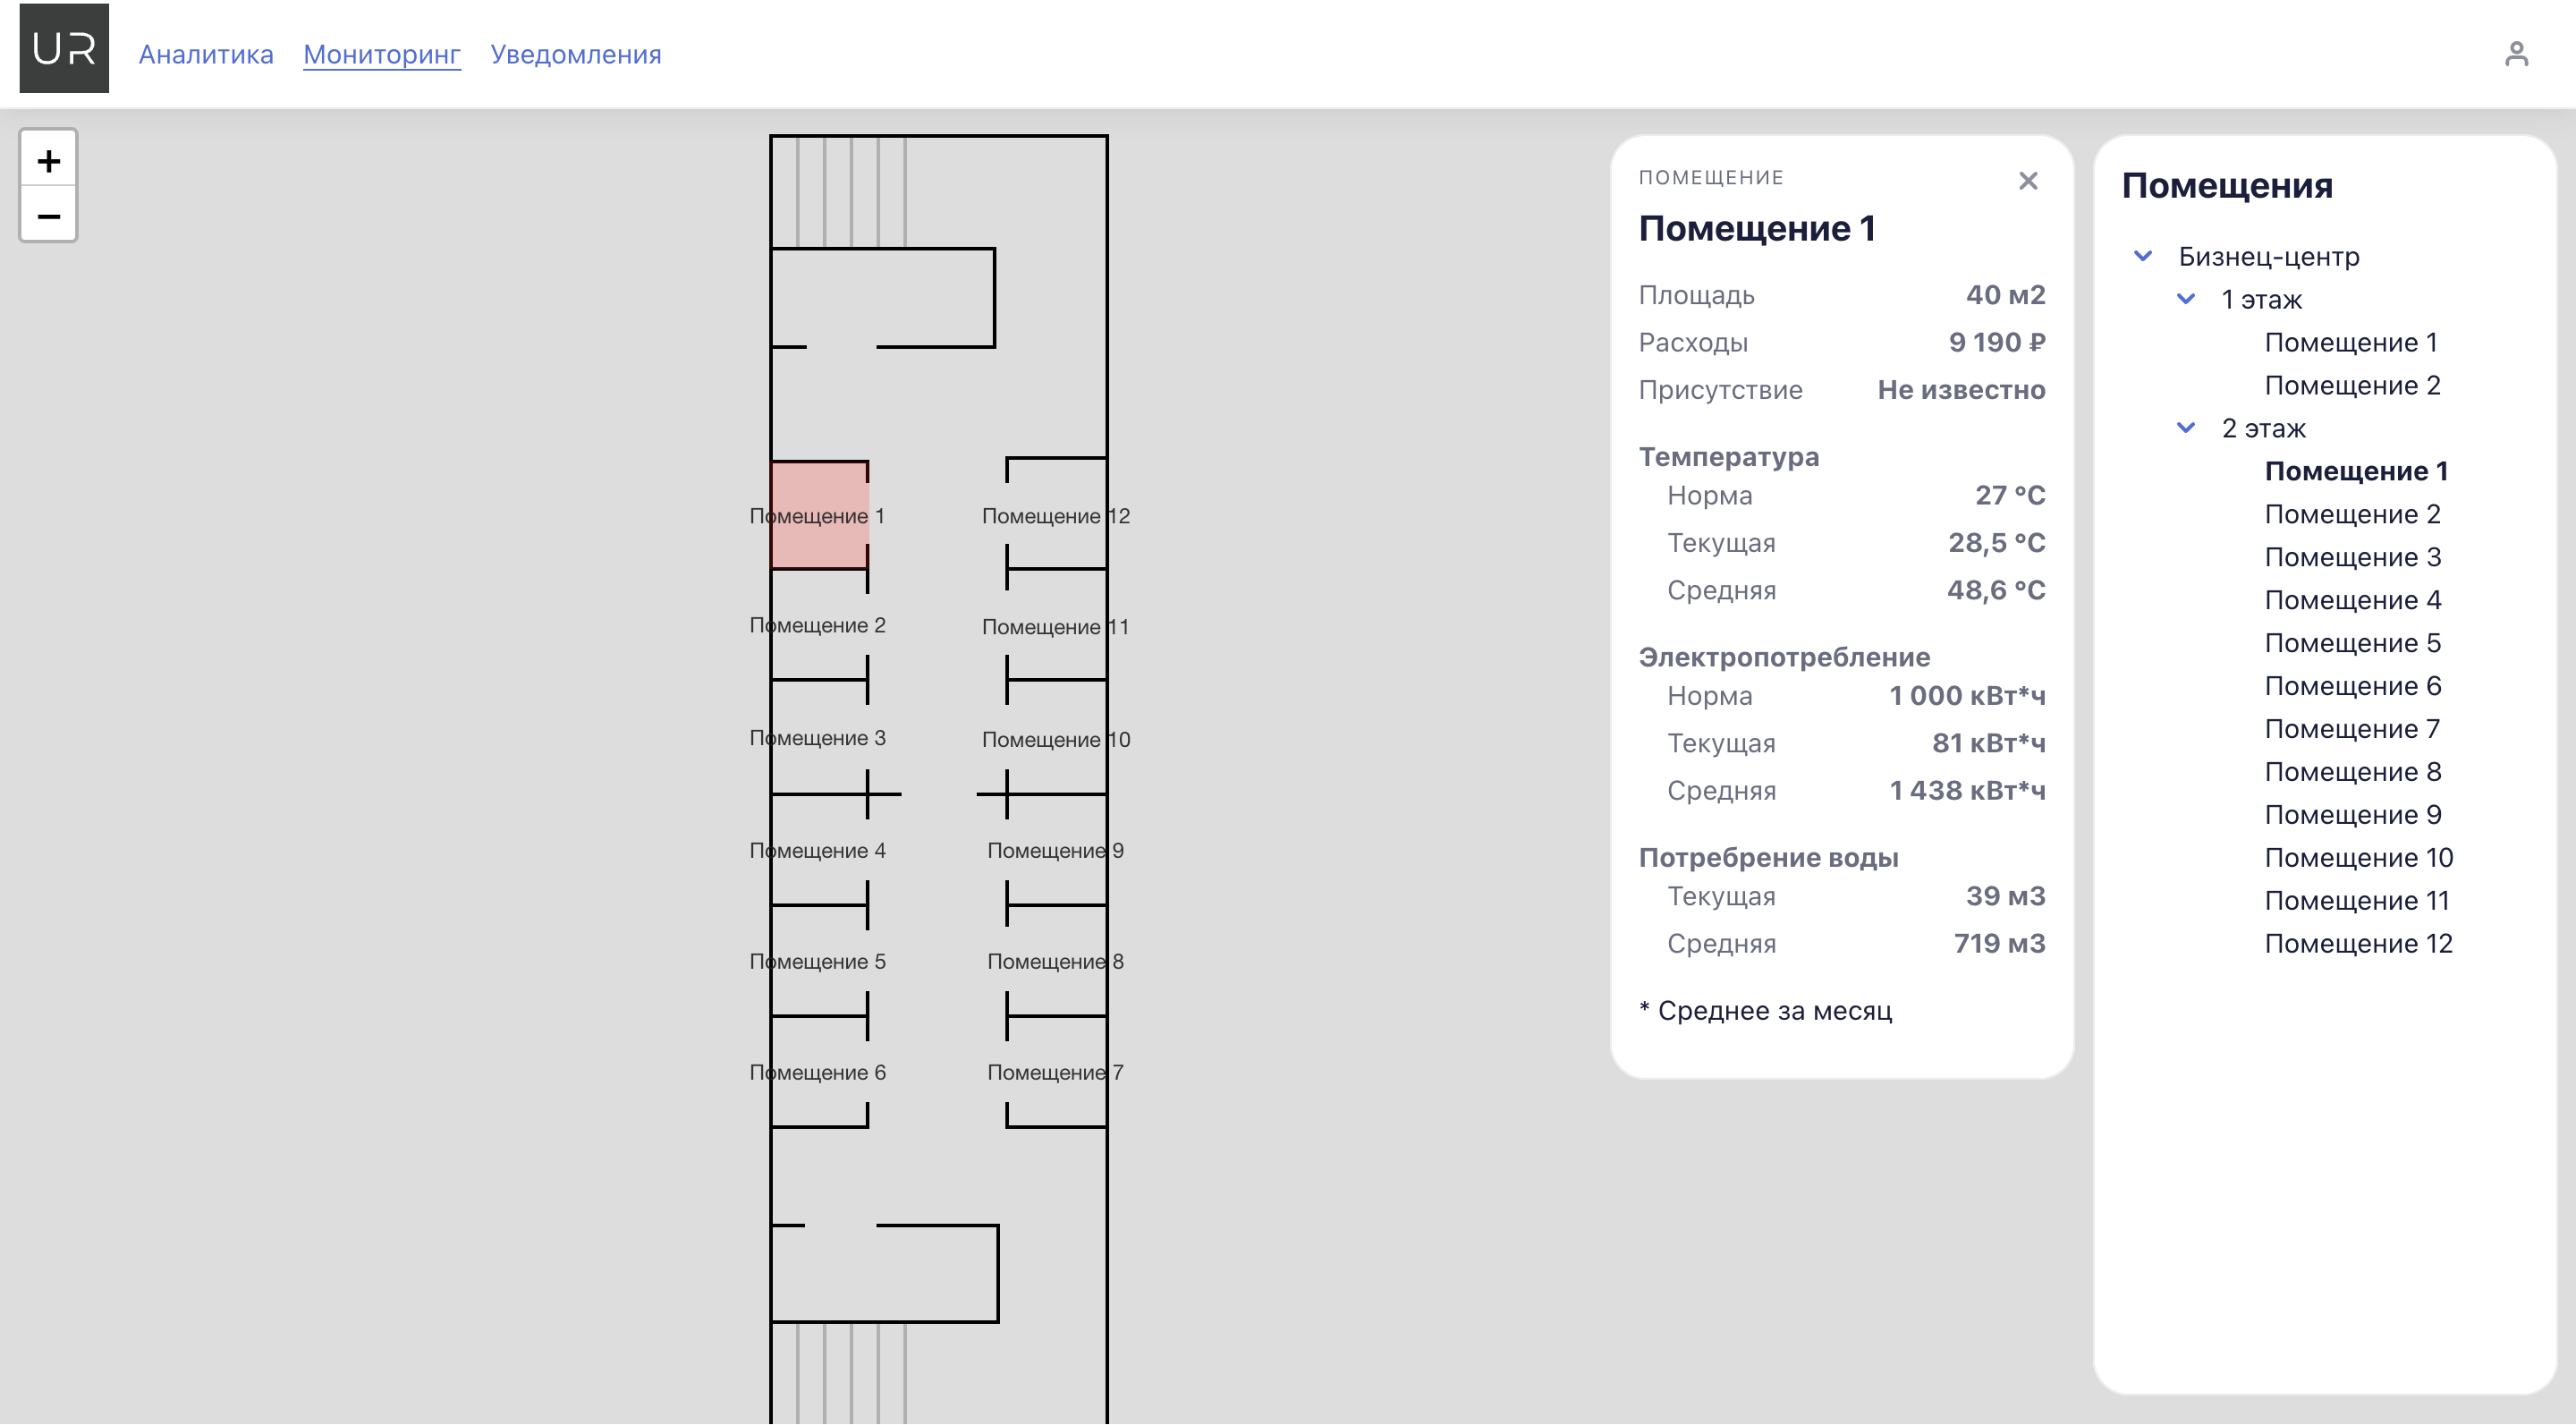 UR
Аналитика Мониторинг Уведомления
+
−
Помещение 1
Помещение 12
Помещение 2
Помещение 11
Помещение 3
Помещение 10
Помещение 4
Помещение 9
Помещение 5
Помещение 8
Помещение 6
Помещение 7
ПОМЕЩЕНИЕ
Помещение 1
Площадь 40 м2
Расходы 9 190 ₽
Присутствие Не известно
Температура
Норма 27 °C
Текущая 28,5 °C
Средняя 48,6 °C
Электропотребление
Норма 1 000 кВт*ч
Текущая 81 кВт*ч
Средняя 1 438 кВт*ч
Потребрение воды
Текущая 39 м3
Средняя 719 м3
* Среднее за месяц
Помещения
Бизнец-центр
1 этаж
Помещение 1
Помещение 2
2 этаж
Помещение 1
Помещение 2
Помещение 3
Помещение 4
Помещение 5
Помещение 6
Помещение 7
Помещение 8
Помещение 9
Помещение 10
Помещение 11
Помещение 12